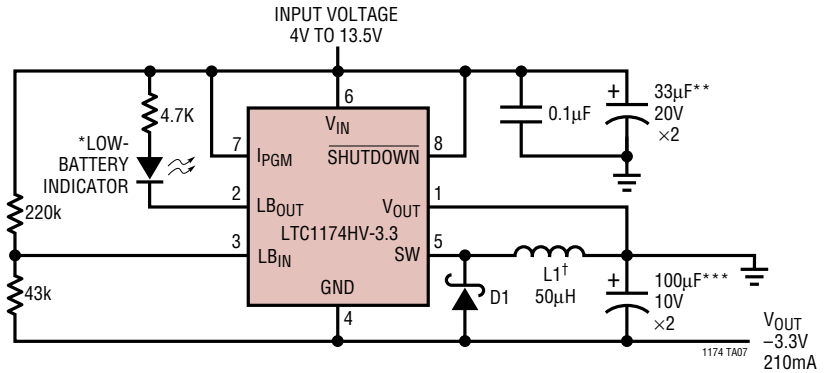 INPUT VOLTAGE
4V TO 13.5V
6
VIN
4.7K
*LOW-
BATTERY
INDICATOR
7
IPGM
SHUTDOWN
8
0.1µF
+
33µF**
20V
×2
2
LBOUT
VOUT
1
220k
LTC1174HV-3.3
3
LBIN
SW
5
43k
GND
4
D1
L1†
50µH
+
100µF***
10V
×2
1174 TA07
VOUT
–3.3V
210mA